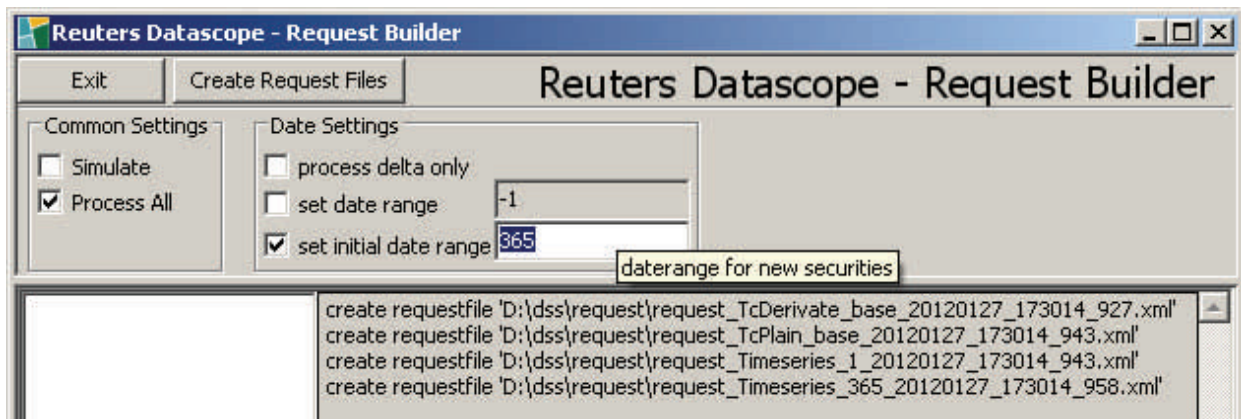 Reuters Datascope - Request Builder
Exit
Create Request Files
Reuters Datascope - Request Builder
Common Settings
Date Settings
Simulate
process delta only
Process All
set date range
-1
set initial date range
365
daterange for new securities
create requestfile 'D:\dss\request\request_TcDerivate_base_20120127_173014_927.xml'
create requestfile 'D:\dss\request\request_TcPlain_base_20120127_173014_943.xml'
create requestfile 'D:\dss\request\request_Timeseries_1_20120127_173014_943.xml'
create requestfile 'D:\dss\request\request_Timeseries_365_20120127_173014_958.xml'